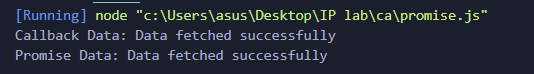 [Running] node "c:\Users\asus\Desktop\IP lab\ca\promise.js"
Callback Data: Data fetched successfully
Promise Data: Data fetched successfully